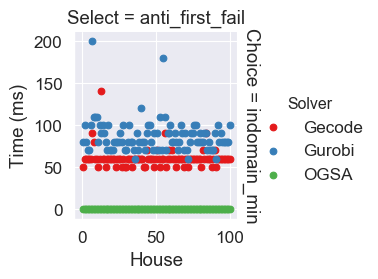 Select = anti_first_fail
Choice = indomain_min
Time (ms)
200
150
100
50
0
0
50
100
House
Solver
Gecode
Gurobi
OGSA